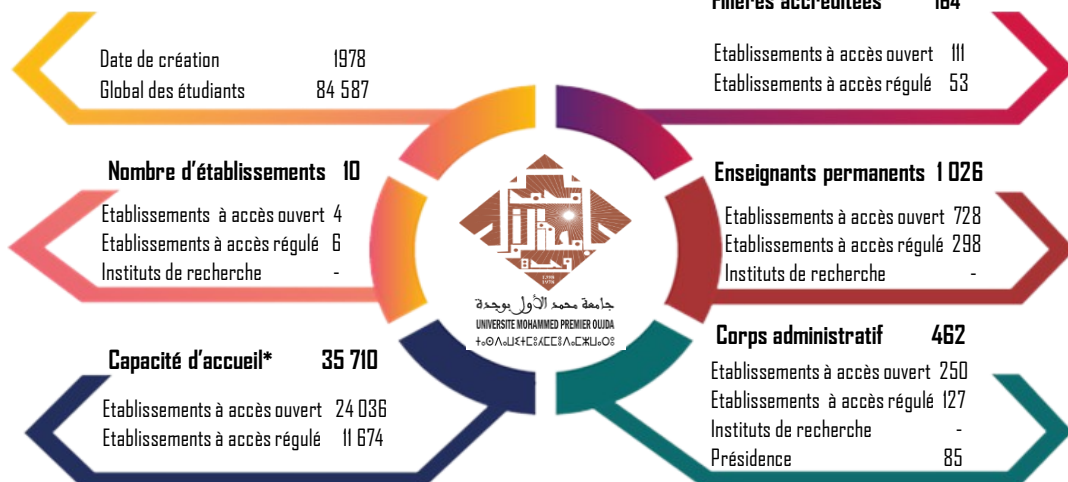 Date de création 1978
Global des étudiants 84 587
Nombre d'établissements 10
Etablissements à accès ouvert 4
Etablissements à accès régulé 6
Instituts de recherche -
Capacité d'accueil* 35 710
Etablissements à accès ouvert 24 036
Etablissements à accès régulé 11 674
جامعة محمد الأول بوجدة
UNIVERSITE MOHAMMED PREMIER OUJDA
Filières accréditées 164
Etablissements à accès ouvert 111
Etablissements à accès régulé 53
Enseignants permanents 1 026
Etablissements à accès ouvert 728
Etablissements à accès régulé 298
Instituts de recherche -
Corps administratif 462
Etablissements à accès ouvert 250
Etablissements à accès régulé 127
Instituts de recherche -
Présidence 85